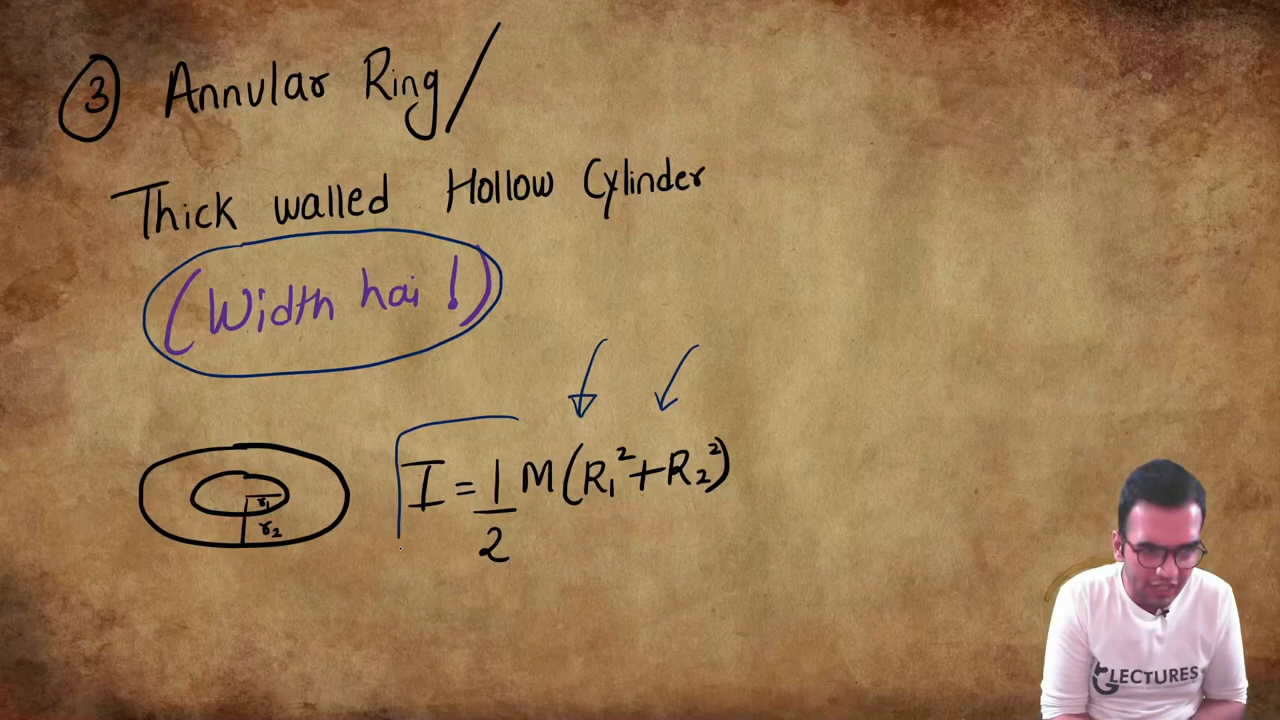 ③ Annular Ring/
Thick walled Hollow Cylinder
(Width hai !)
I = 1/2 M(R₁² + R₂²)
r₁
r₂
LECTURES